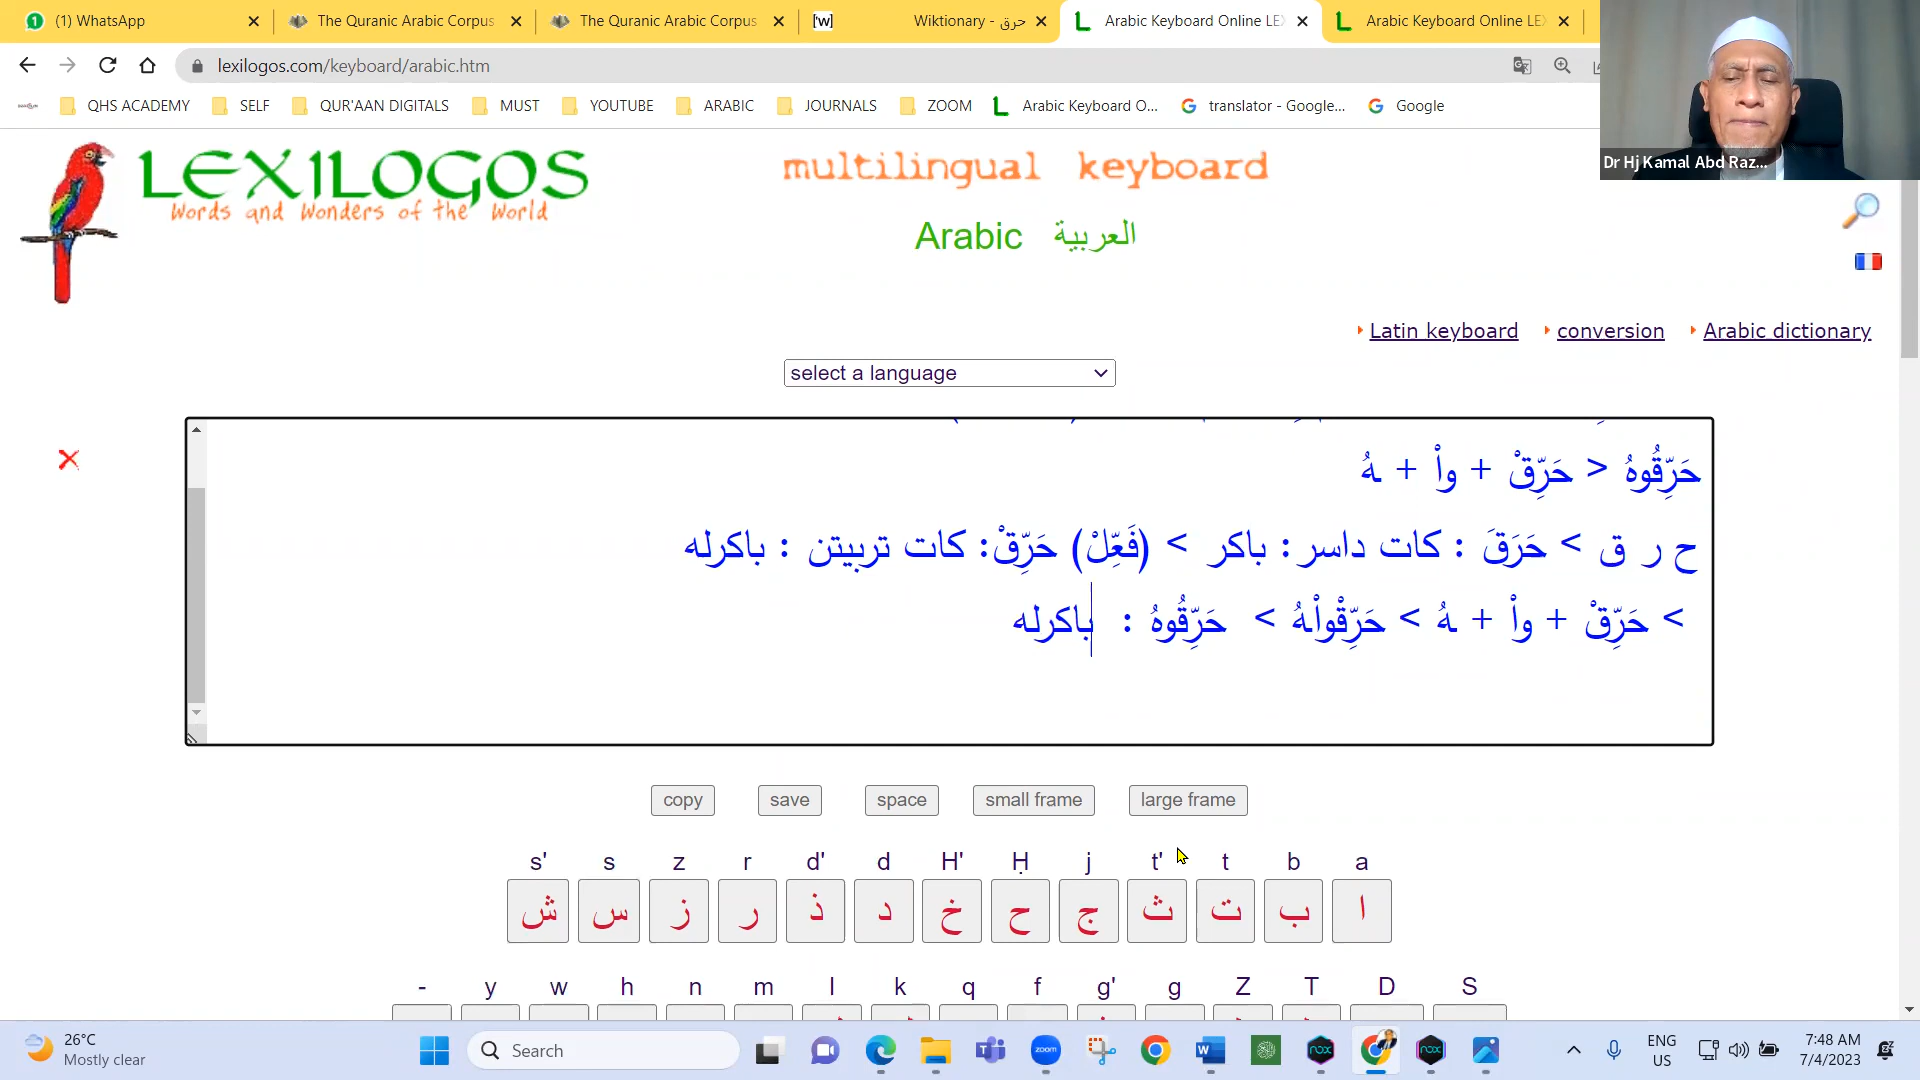 (1) WhatsApp
The Quranic Arabic Corpus
The Quranic Arabic Corpus
['w]
حرق - Wiktionary
Arabic Keyboard Online LEX
Arabic Keyboard Online LEX
lexilogos.com/keyboard/arabic.htm
QHS ACADEMY
SELF
QUR'AAN DIGITALS
MUST
YOUTUBE
ARABIC
JOURNALS
ZOOM
Arabic Keyboard O...
translator - Google...
Google
Dr Hj Kamal Abd Raz...
LEXILOGOS
Words and Wonders of the World
multilingual keyboard
Arabic العربية
Latin keyboard
conversion
Arabic dictionary
select a language
حَرِّقُوهُ < حَرِّقْ + واْ + هُ
ح ر ق > حَرَقَ : كات داسر : باكر > (فَعِّلْ) حَرِّقْ: كات تربيتن : باكرله
> حَرِّقْ + واْ + هُ > حَرِّقْواْهُ > حَرِّقُوهُ : باكرله
copy
save
space
small frame
large frame
s' s z r d' d H' Ḥ j t' t b a
ش س ز ر ذ د خ ح ج ث ت ب ا
- y w h n m l k q f g' g Z T D S
26°C
Mostly clear
Search
ENG
US
7:48 AM
7/4/2023